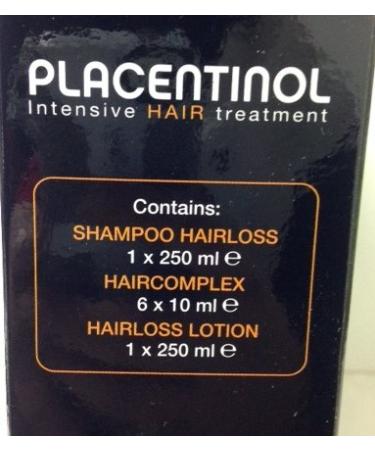 PLACENTINOL
Intensive HAIR treatment
Contains:
SHAMPOO HAIRLOSS
1 x 250 ml ℮
HAIRCOMPLEX
6 x 10 ml ℮
HAIRLOSS LOTION
1 x 250 ml ℮